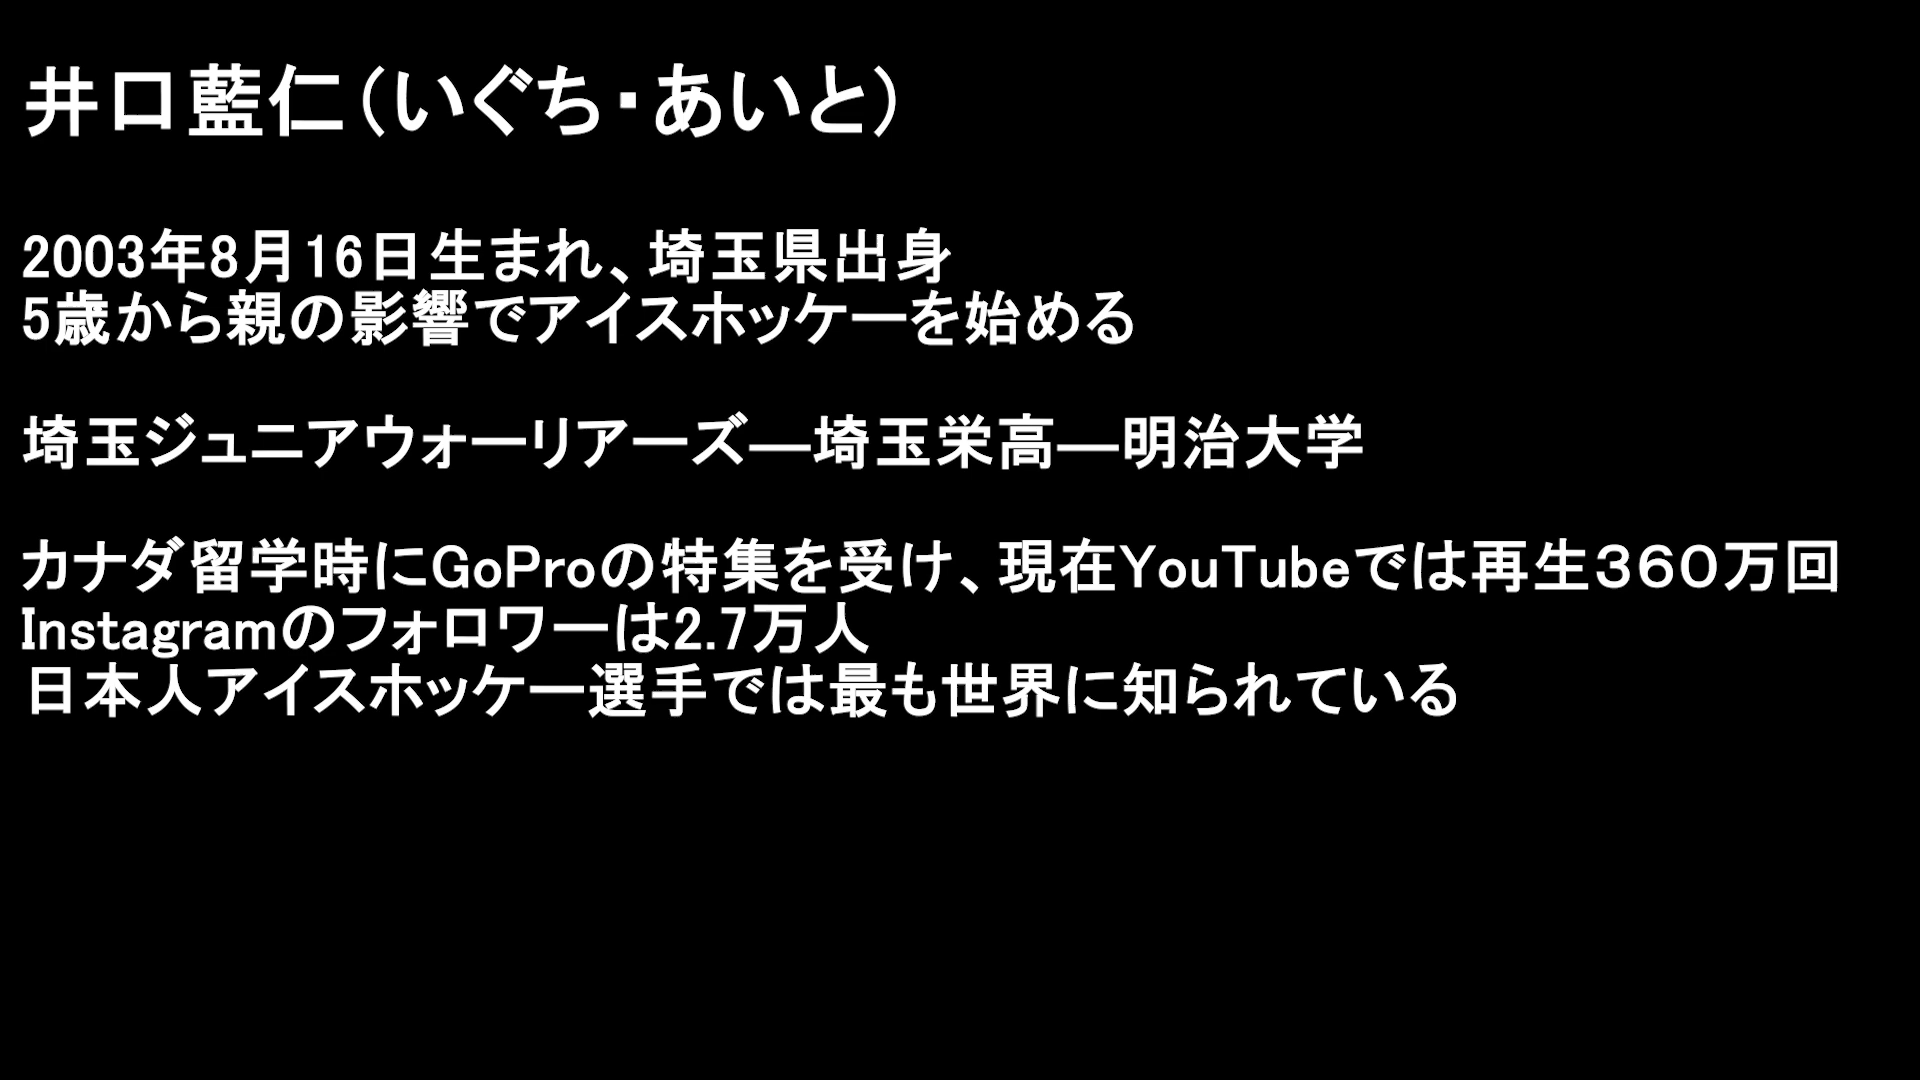 井口藍仁（いぐち・あいと）
2003年8月16日生まれ、埼玉県出身
5歳から親の影響でアイスホッケーを始める
埼玉ジュニアウォーリアーズ―埼玉栄高―明治大学
カナダ留学時にGoProの特集を受け、現在YouTubeでは再生３６０万回
Instagramのフォロワーは2.7万人
日本人アイスホッケー選手では最も世界に知られている